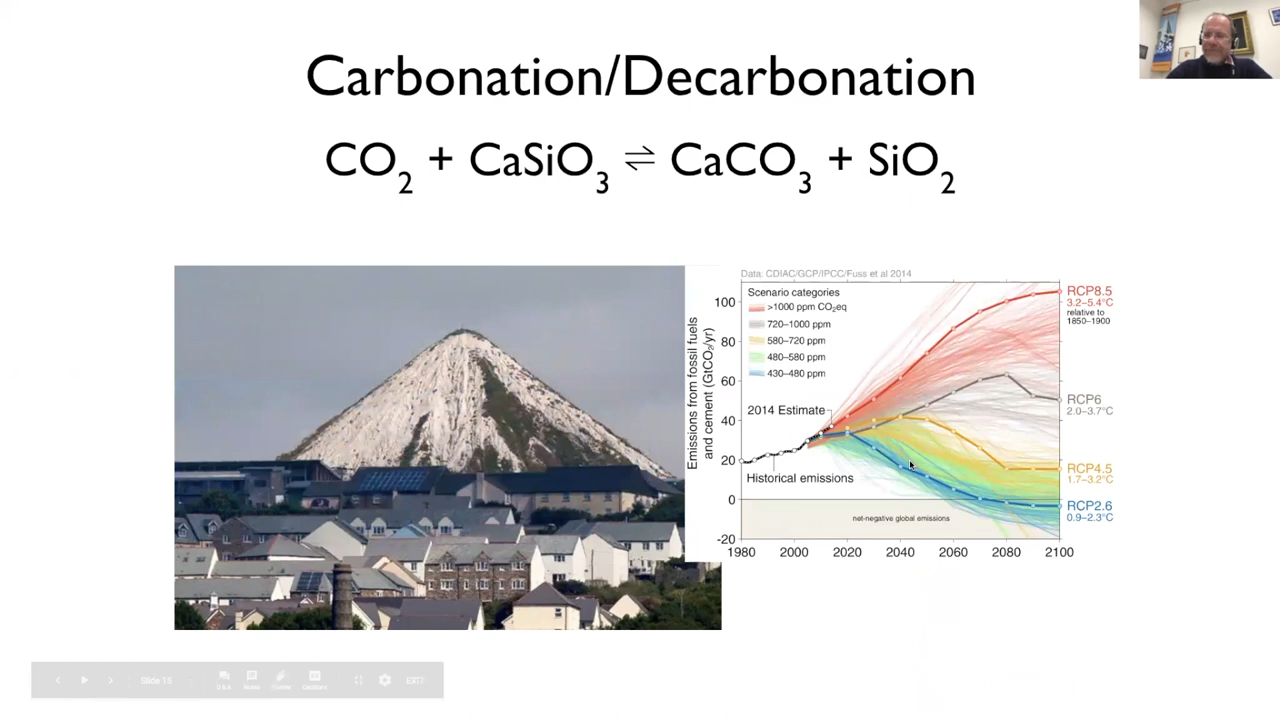 Carbonation/Decarbonation
CO₂ + CaSiO₃ ⇌ CaCO₃ + SiO₂
Data: CDIAC/GCP/IPCC/Fuss et al 2014
Scenario categories
>1000 ppm CO₂eq
720–1000 ppm
580–720 ppm
480–580 ppm
430–480 ppm
Emissions from fossil fuels
and cement (GtCO₂/yr)
100
80
60
40
20
0
-20
2014 Estimate
Historical emissions
net-negative global emissions
1980
2000
2020
2040
2060
2080
2100
RCP8.5
3.2–5.4°C
relative to
1850–1900
RCP6
2.0–3.7°C
RCP4.5
1.7–3.2°C
RCP2.6
0.9–2.3°C
Slide 15
Q&A
Notes
Pointer
Captions
EXIT